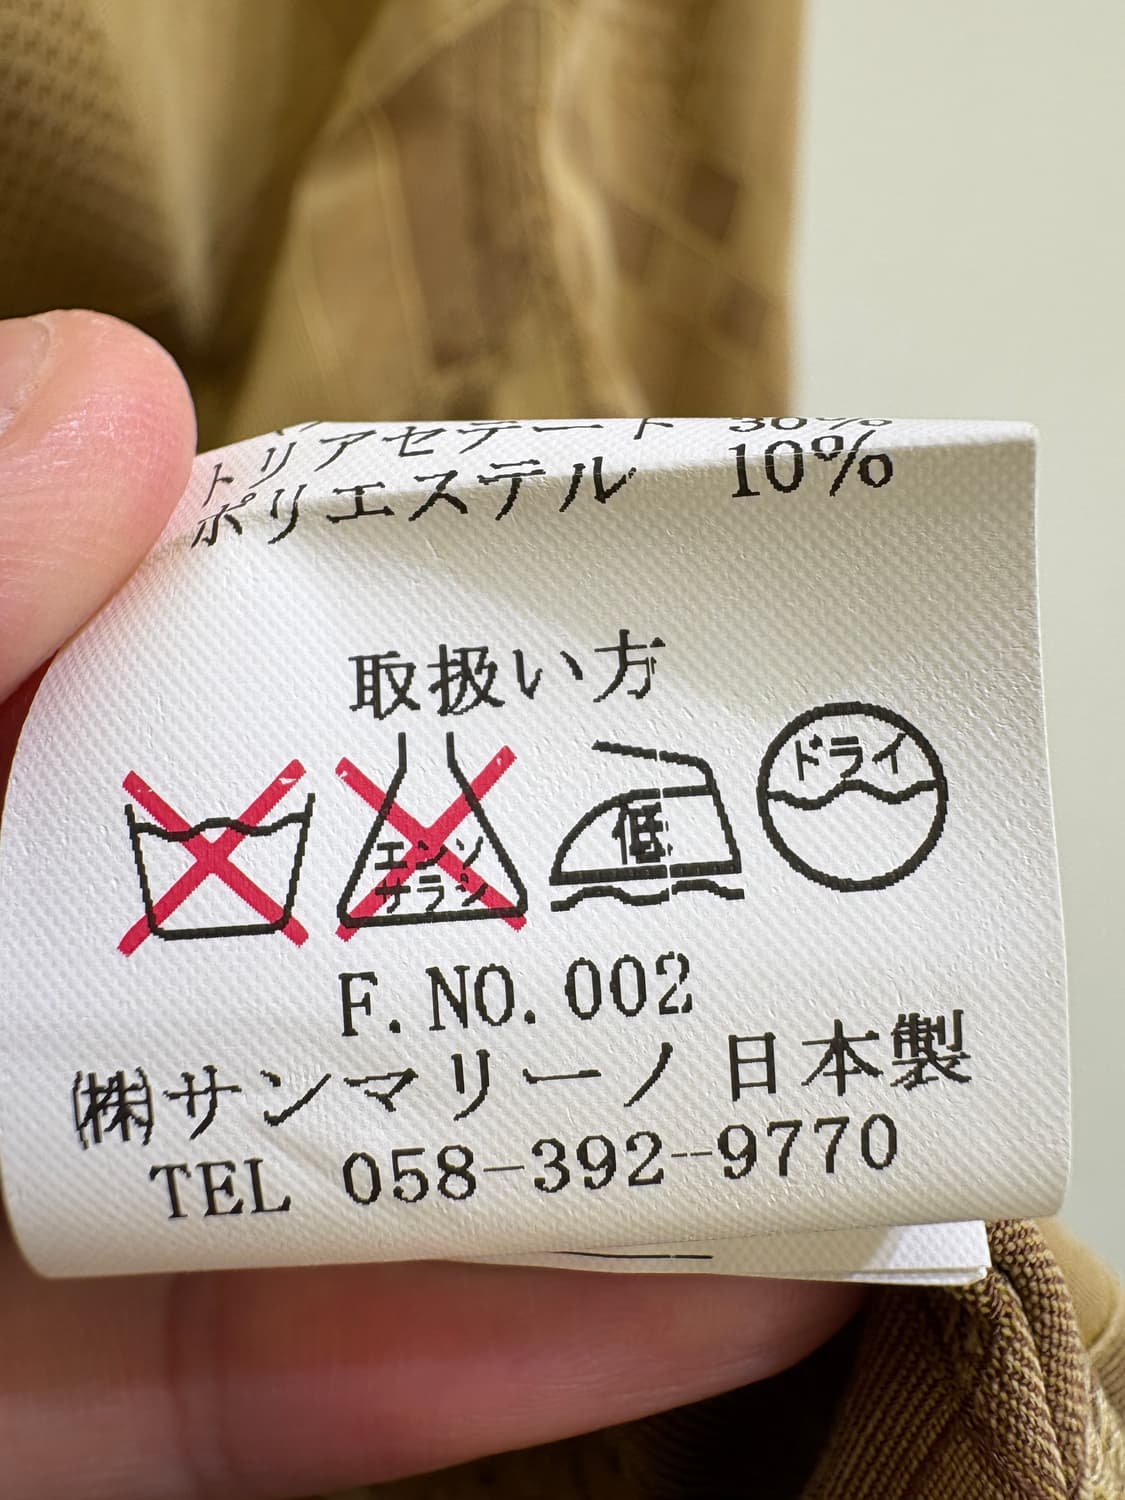 トリアセテート 30%
ポリエステル 10%
取扱い方
エンソ
サラシ
低
ドライ
F.NO.002
㈱サンマリーノ 日本製
TEL 058-392-9770